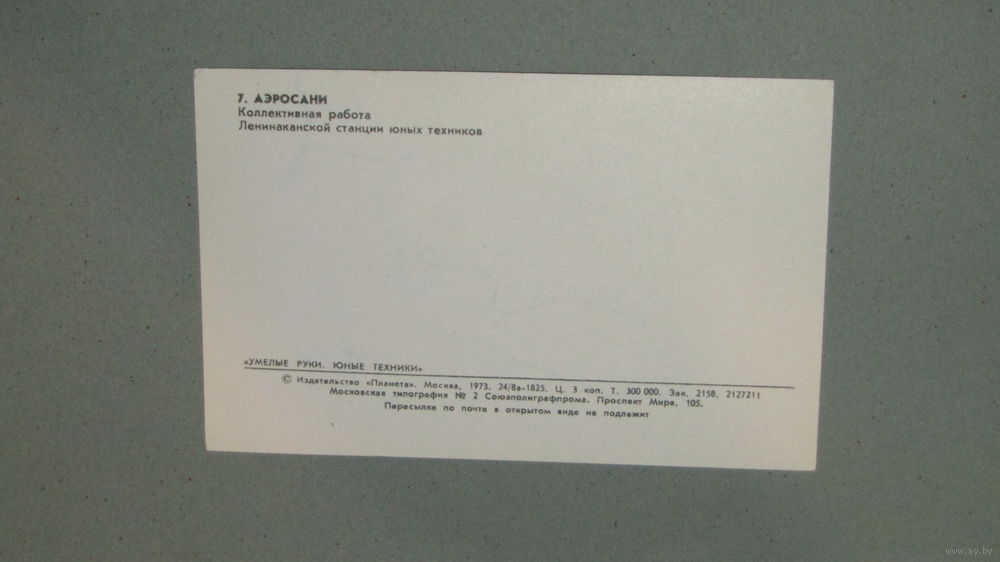 7. АЭРОСАНИ
Коллективная работа
Ленинаканской станции юных техников
«УМЕЛЫЕ РУКИ. ЮНЫЕ ТЕХНИКИ»
© Издательство «Планета». Москва, 1973. 24/8а-1825. Ц. 3 коп. Т. 300 000. Зак. 2158. 2127211
Московская типография № 2 Союзполиграфпрома. Проспект Мира, 105.
Пересылке по почте в открытом виде не подлежит
www.ay.by